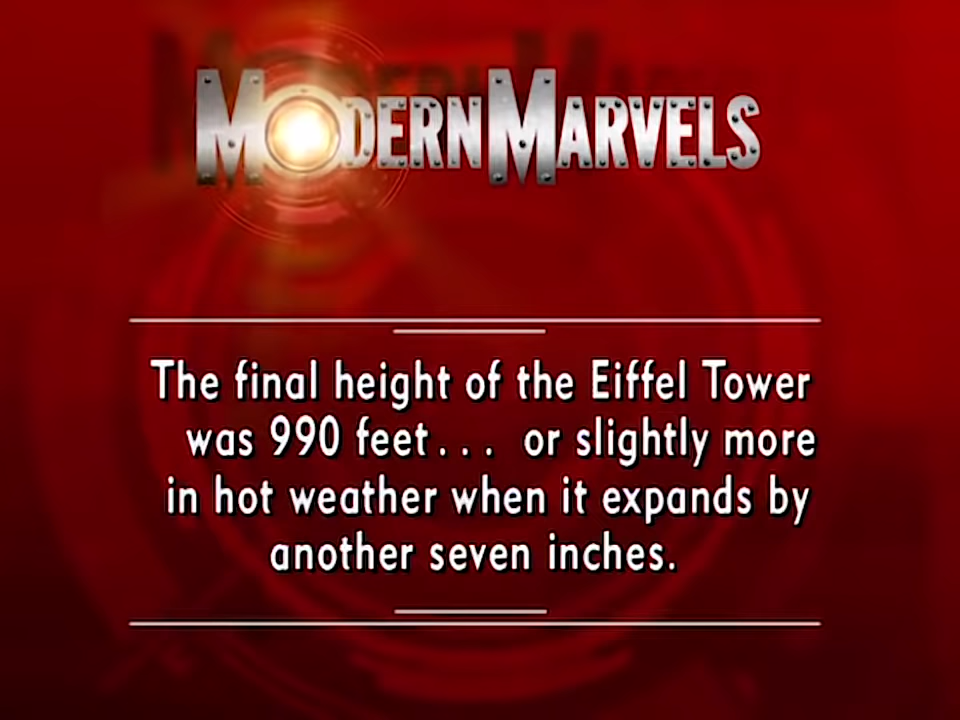 MODERN MARVELS
The final height of the Eiffel Tower
was 990 feet... or slightly more
in hot weather when it expands by
another seven inches.